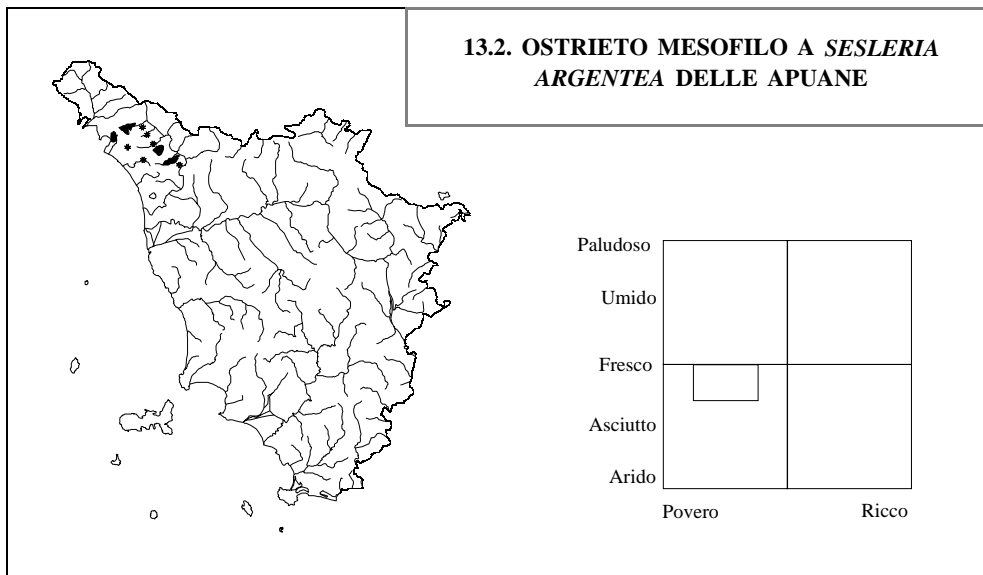 13.2. OSTRIETO MESOFILO A SESLERIA
ARGENTEA DELLE APUANE
Paludoso
Umido
Fresco
Asciutto
Arido
Povero
Ricco